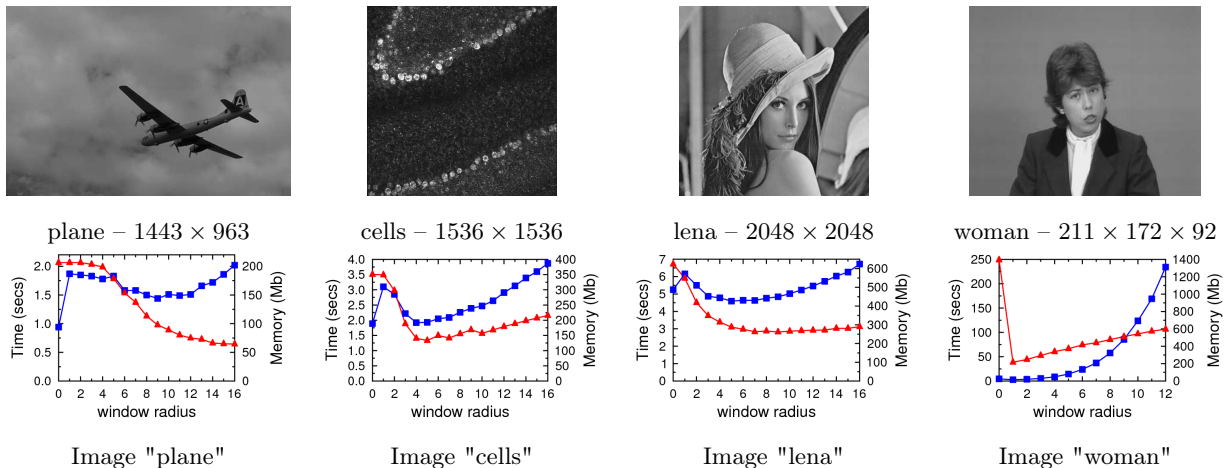 A
plane – 1443 × 963
cells – 1536 × 1536
lena – 2048 × 2048
woman – 211 × 172 × 92
Time (secs)
2.0
1.5
1.0
0.5
0.0
0 2 4 6 8 10 12 14 16
window radius
200
150
100
50
0
Memory (Mb)
Time (secs)
4.0
3.5
3.0
2.5
2.0
1.5
1.0
0.5
0.0
0 2 4 6 8 10 12 14 16
window radius
400
350
300
250
200
150
100
50
0
Memory (Mb)
Time (secs)
7
6
5
4
3
2
1
0
0 2 4 6 8 10 12 14 16
window radius
600
500
400
300
200
100
0
Memory (Mb)
Time (secs)
250
200
150
100
50
0
0 2 4 6 8 10 12
window radius
1400
1200
1000
800
600
400
200
0
Memory (Mb)
Image "plane"
Image "cells"
Image "lena"
Image "woman"